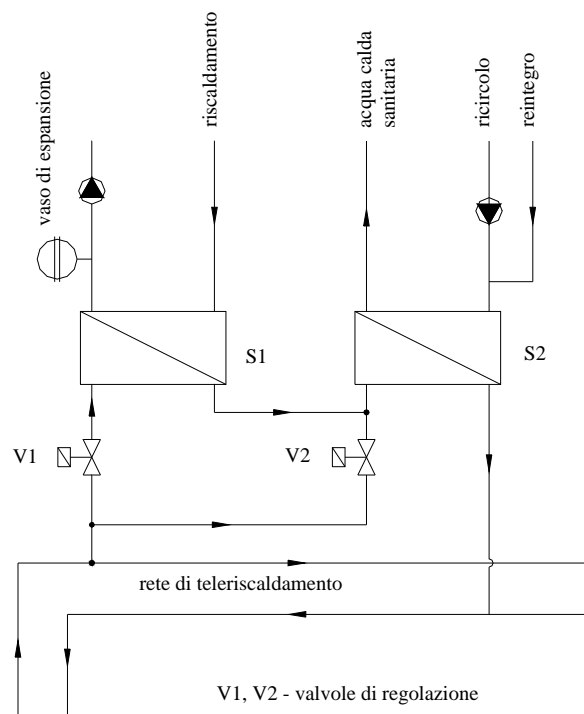 vaso di espansione
riscaldamento
acqua calda
sanitaria
ricircolo
reintegro
S1
S2
V1
V2
rete di teleriscaldamento
V1, V2 - valvole di regolazione